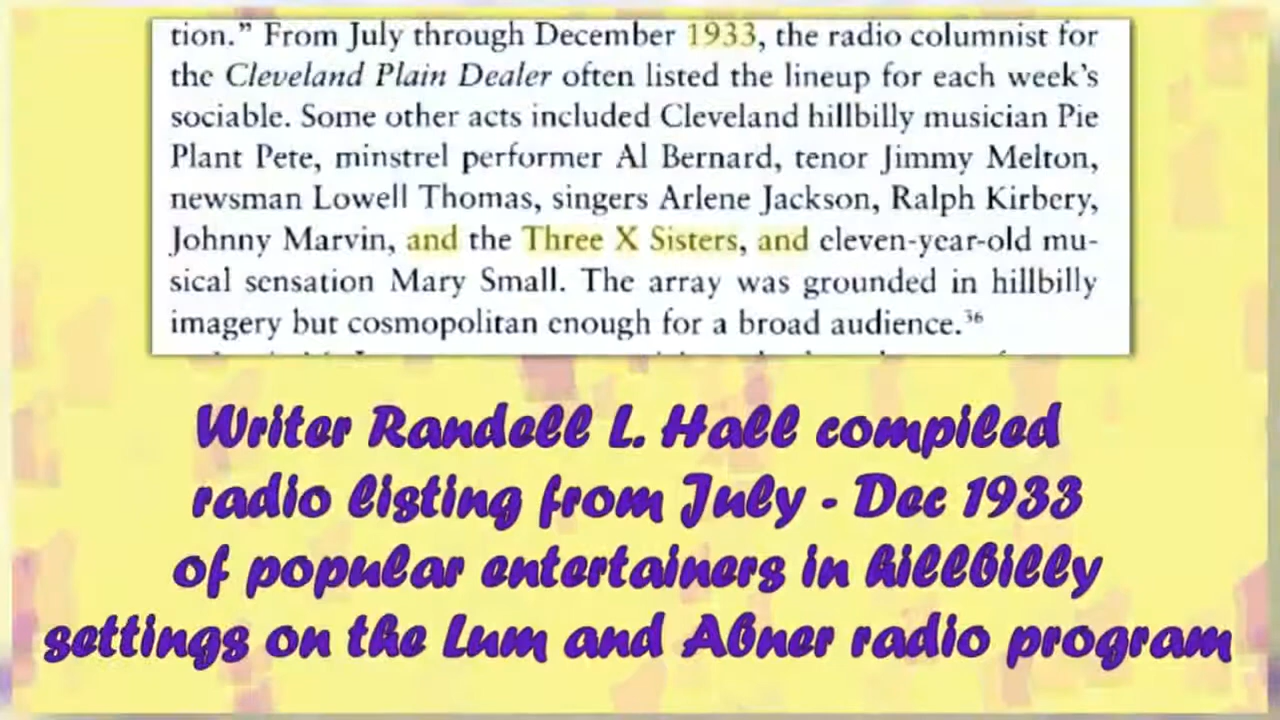 tion.” From July through December 1933, the radio columnist for
the Cleveland Plain Dealer often listed the lineup for each week’s
sociable. Some other acts included Cleveland hillbilly musician Pie
Plant Pete, minstrel performer Al Bernard, tenor Jimmy Melton,
newsman Lowell Thomas, singers Arlene Jackson, Ralph Kirbery,
Johnny Marvin, and the Three X Sisters, and eleven-year-old mu-
sical sensation Mary Small. The array was grounded in hillbilly
imagery but cosmopolitan enough for a broad audience.36
Writer Randell L. Hall compiled
radio listing from July - Dec 1933
of popular entertainers in hillbilly
settings on the Lum and Abner radio program